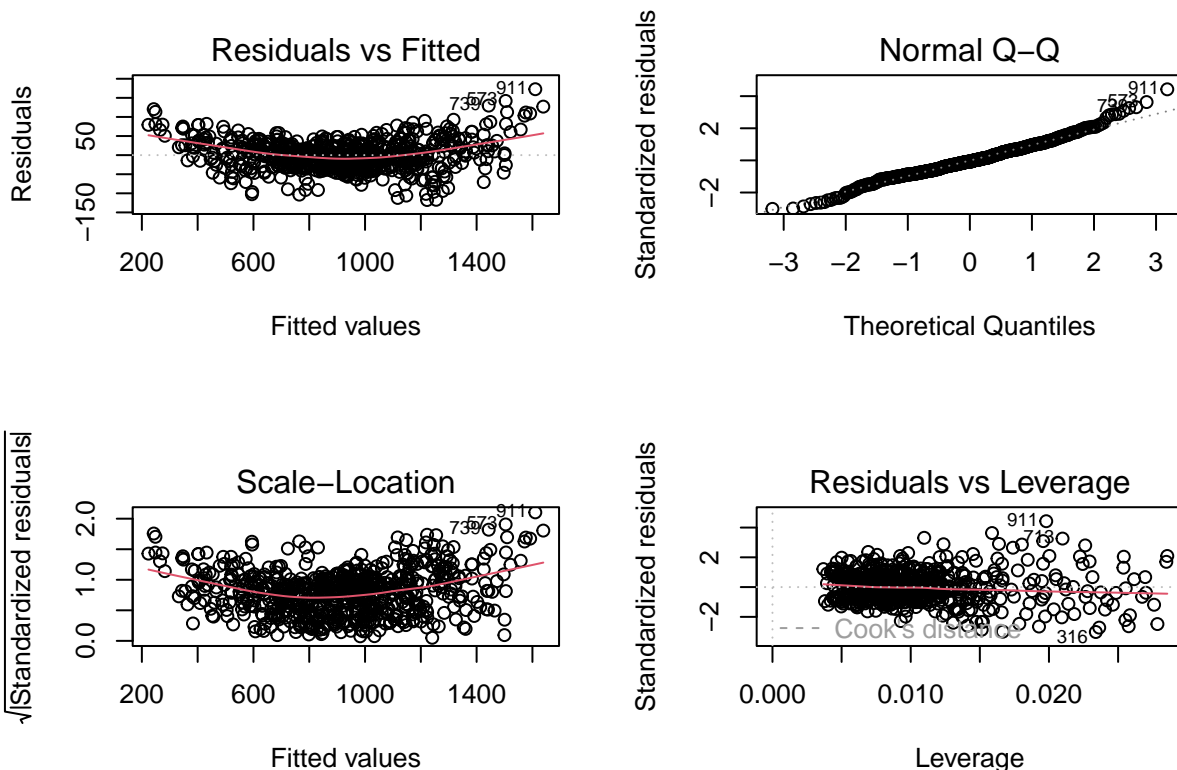 Residuals vs Fitted
Residuals
50
−150
911
573
739
200 600 1000 1400
Fitted values
Normal Q−Q
Standardized residuals
2
−2
911
573
739
−3 −2 −1 0 1 2 3
Theoretical Quantiles
Scale−Location
√|Standardized residuals|
2.0
1.0
0.0
911
573
739
200 600 1000 1400
Fitted values
Residuals vs Leverage
Standardized residuals
2
−2
911
Cook's distance
316
0.000 0.010 0.020
Leverage